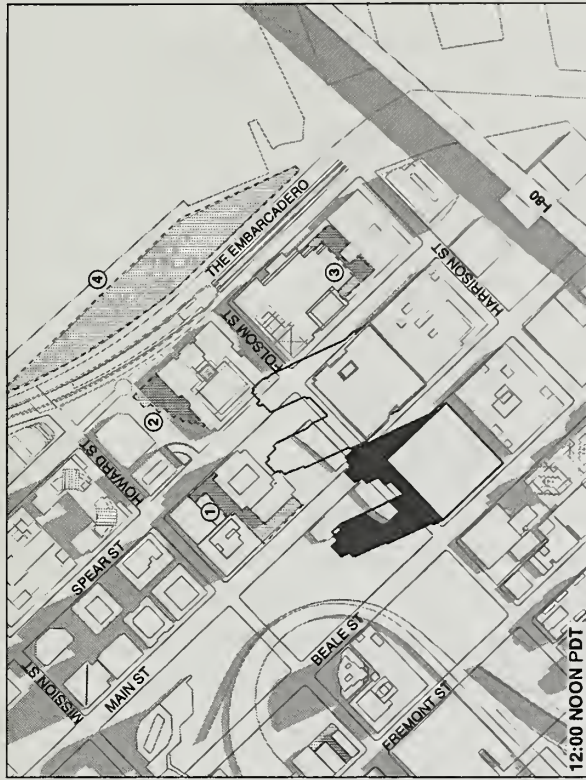 ④
THE EMBARCADERO
③
I-80
HARRISON ST
FOLSOM ST
②
HOWARD ST
①
SPEAR ST
MISSION ST
MAIN ST
BEALE ST
FREMONT ST
12:00 NOON PDT